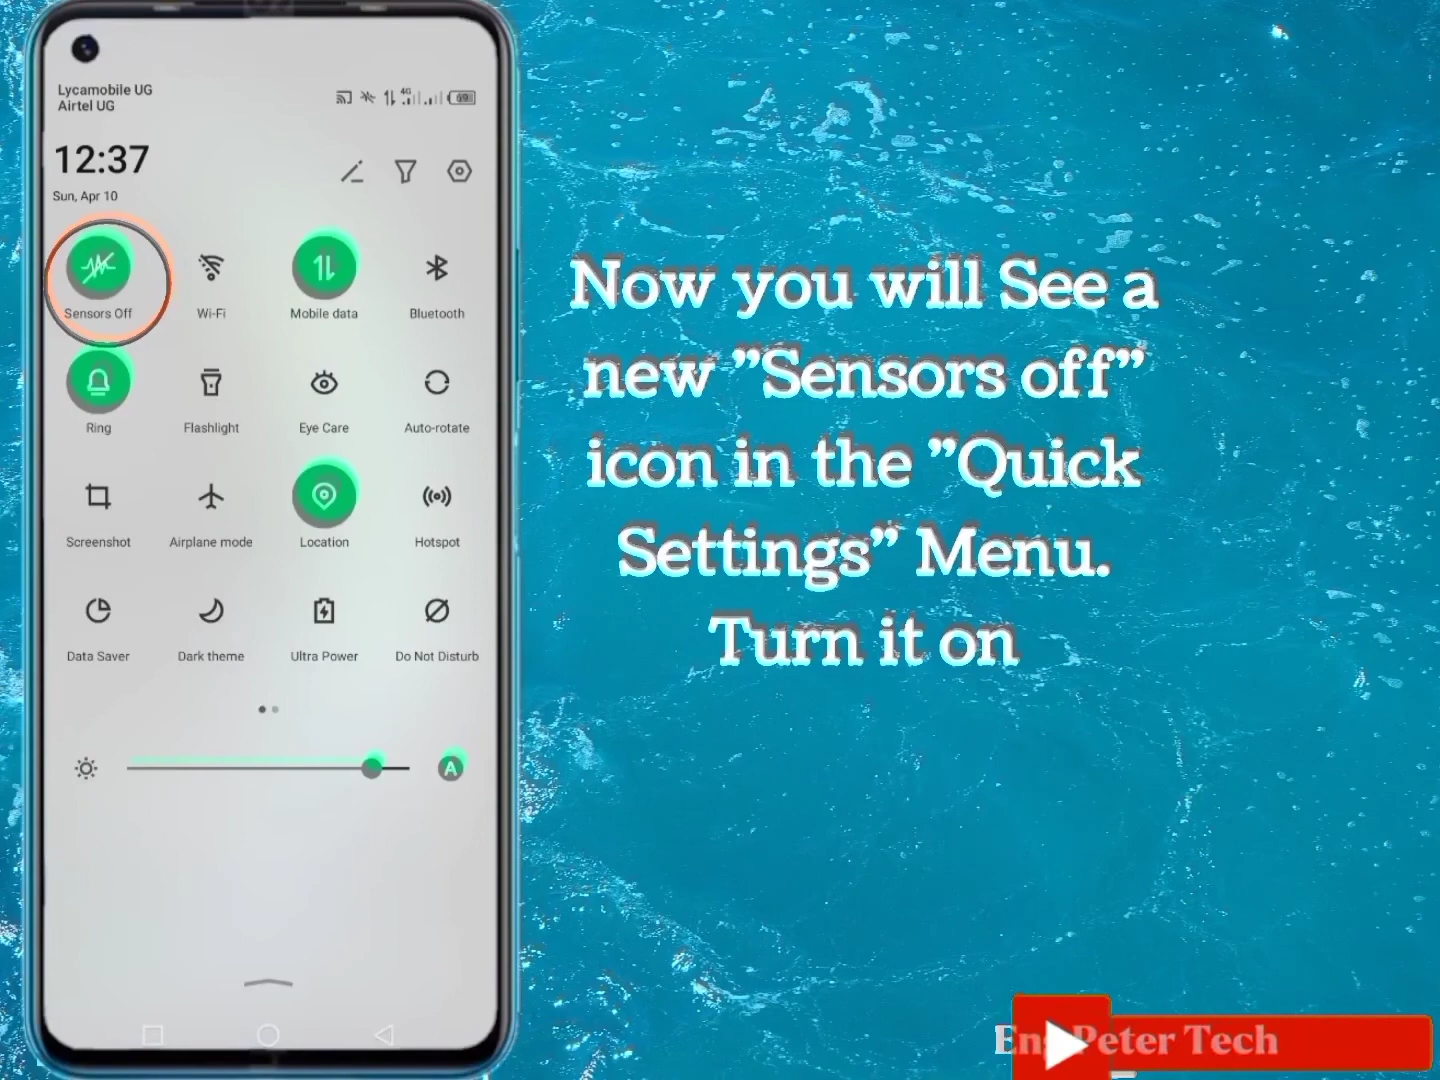 Lycamobile UG
Airtel UG
4G
69
12:37
Sun, Apr 10
Sensors Off
Wi-Fi
Mobile data
Bluetooth
Ring
Flashlight
Eye Care
Auto-rotate
Screenshot
Airplane mode
Location
Hotspot
Data Saver
Dark theme
Ultra Power
Do Not Disturb
A
Now you will See a
new "Sensors off"
icon in the "Quick
Settings" Menu.
Turn it on
Peter Tech